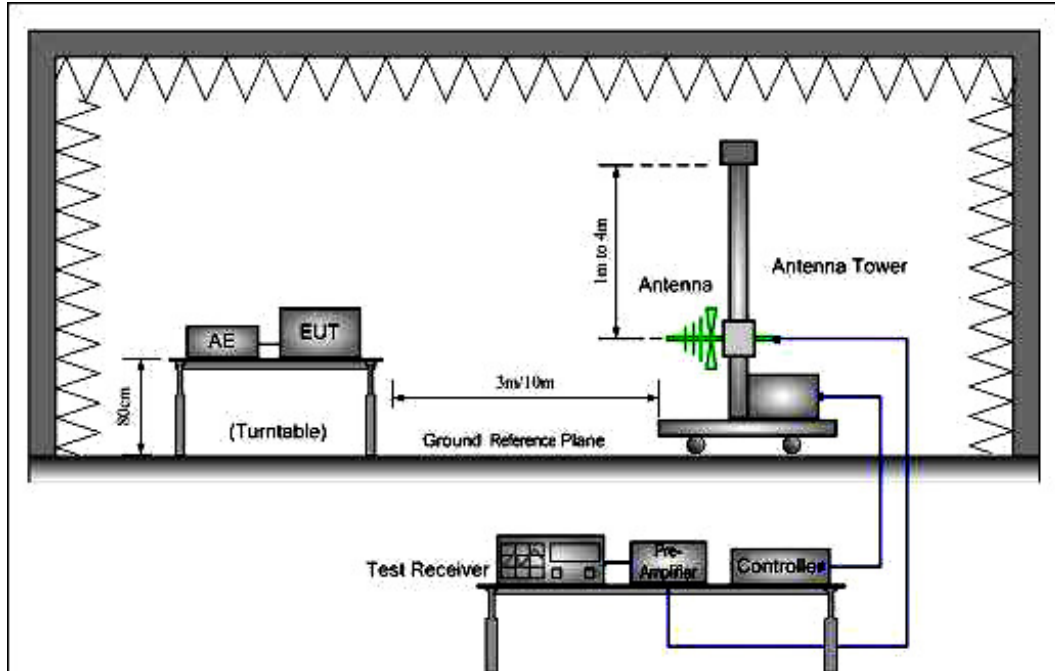 1m to 4m
Antenna
Antenna Tower
AE
EUT
3m/10m
80cm
(Turntable)
Ground Reference Plane
Test Receiver
Pre-
Amplifier
Controller